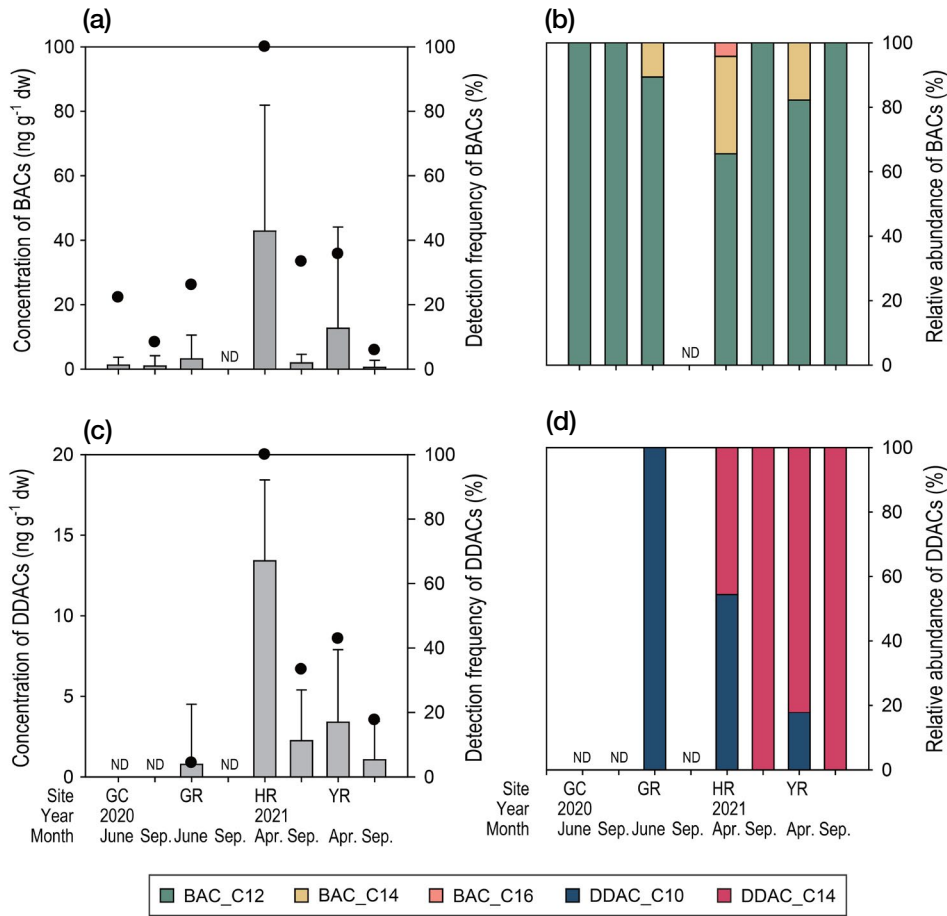 (a)
Concentration of BACs (ng g-1 dw)
100
80
60
40
20
0
ND
100
80
60
40
20
0
Detection frequency of BACs (%)
(b)
ND
100
80
60
40
20
0
Relative abundance of BACs (%)
(c)
Concentration of DDACs (ng g-1 dw)
20
15
10
5
0
ND ND ND
100
80
60
40
20
0
Detection frequency of DDACs (%)
Site GC GR HR YR
Year 2020 2021
Month June Sep. June Sep. Apr. Sep. Apr. Sep.
(d)
ND ND ND
100
80
60
40
20
0
Relative abundance of DDACs (%)
Site GC GR HR YR
Year 2020 2021
Month June Sep. June Sep. Apr. Sep. Apr. Sep.
BAC_C12 BAC_C14 BAC_C16 DDAC_C10 DDAC_C14